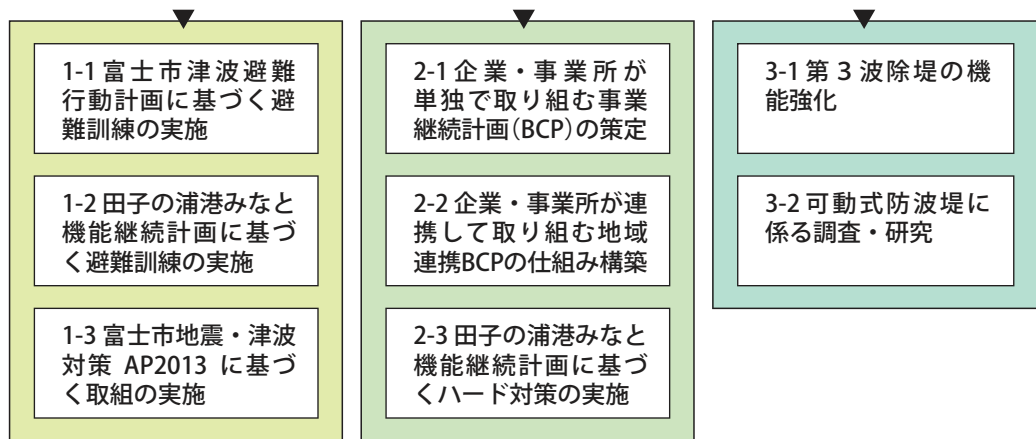 1-1 富士市津波避難
行動計画に基づく避
難訓練の実施
1-2 田子の浦港みなと
機能継続計画に基づ
く避難訓練の実施
1-3 富士市地震・津波
対策 AP2013 に基づ
く取組の実施
2-1 企業・事業所が
単独で取り組む事業
継続計画(BCP)の策定
2-2 企業・事業所が連
携して取り組む地域
連携BCPの仕組み構築
2-3 田子の浦港みなと
機能継続計画に基づ
くハード対策の実施
3-1 第3波除堤の機
能強化
3-2 可動式防波堤に
係る調査・研究